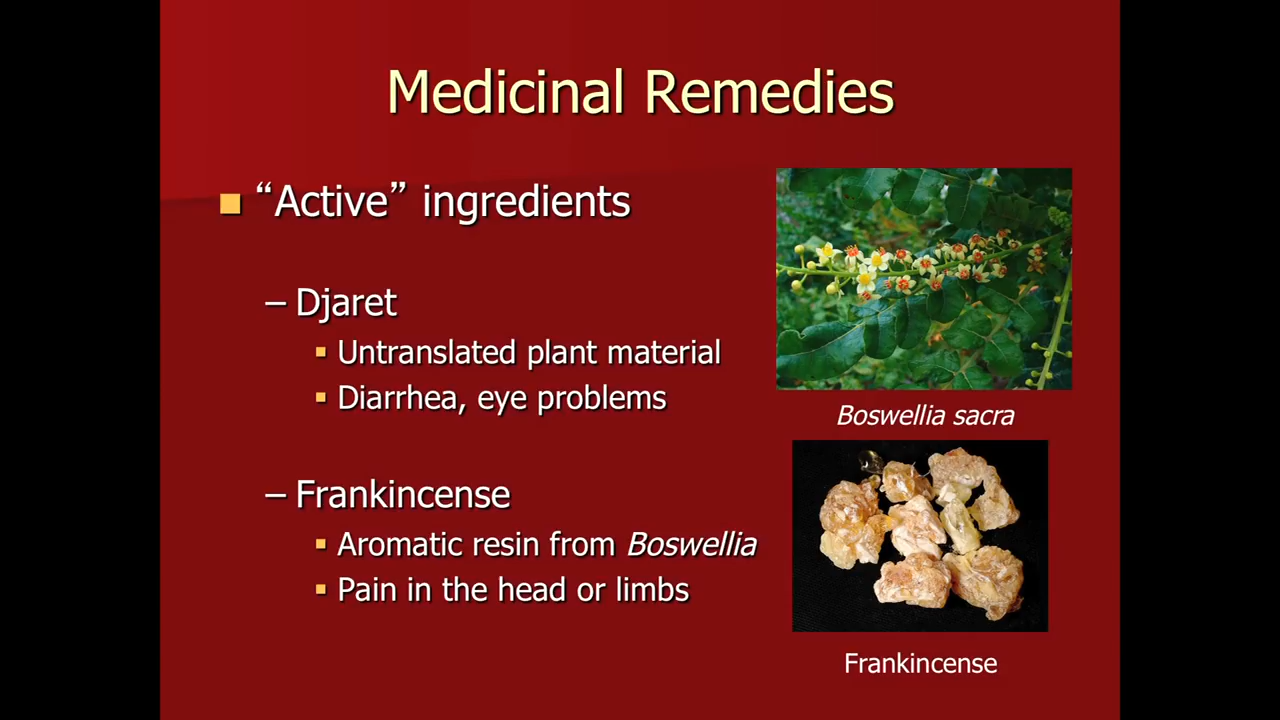 Medicinal Remedies
“Active” ingredients
– Djaret
Untranslated plant material
Diarrhea, eye problems
– Frankincense
Aromatic resin from Boswellia
Pain in the head or limbs
Boswellia sacra
Frankincense